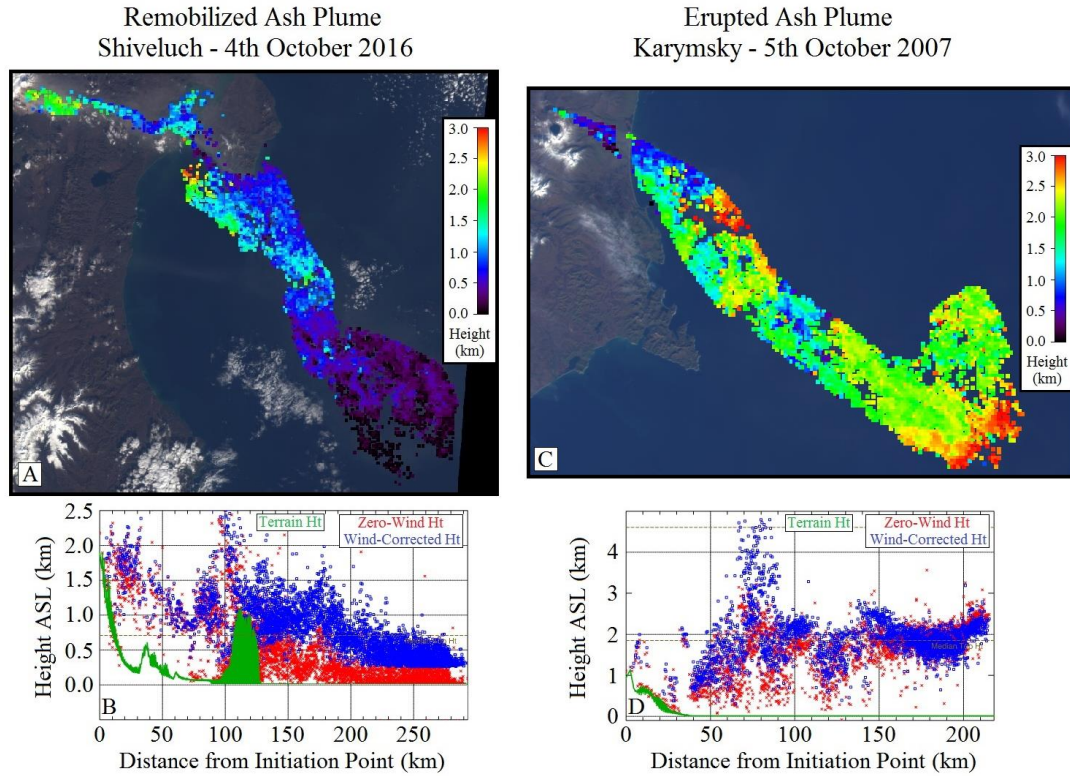 Remobilized Ash Plume
Shiveluch - 4th October 2016
Erupted Ash Plume
Karymsky - 5th October 2007
3.0
2.5
2.0
1.5
1.0
0.5
0.0
Height
(km)
A
3.0
2.5
2.0
1.5
1.0
0.5
0.0
Height
(km)
C
Height ASL (km)
2.5
2.0
1.5
1.0
0.5
0.0
Terrain Ht
Zero-Wind Ht
Wind-Corrected Ht
Ht
B
0 50 100 150 200 250
Distance from Initiation Point (km)
Height ASL (km)
4
3
2
1
0
Terrain Ht
Zero-Wind Ht
Wind-Corrected Ht
Median
Ht
D
0 50 100 150 200
Distance from Initiation Point (km)